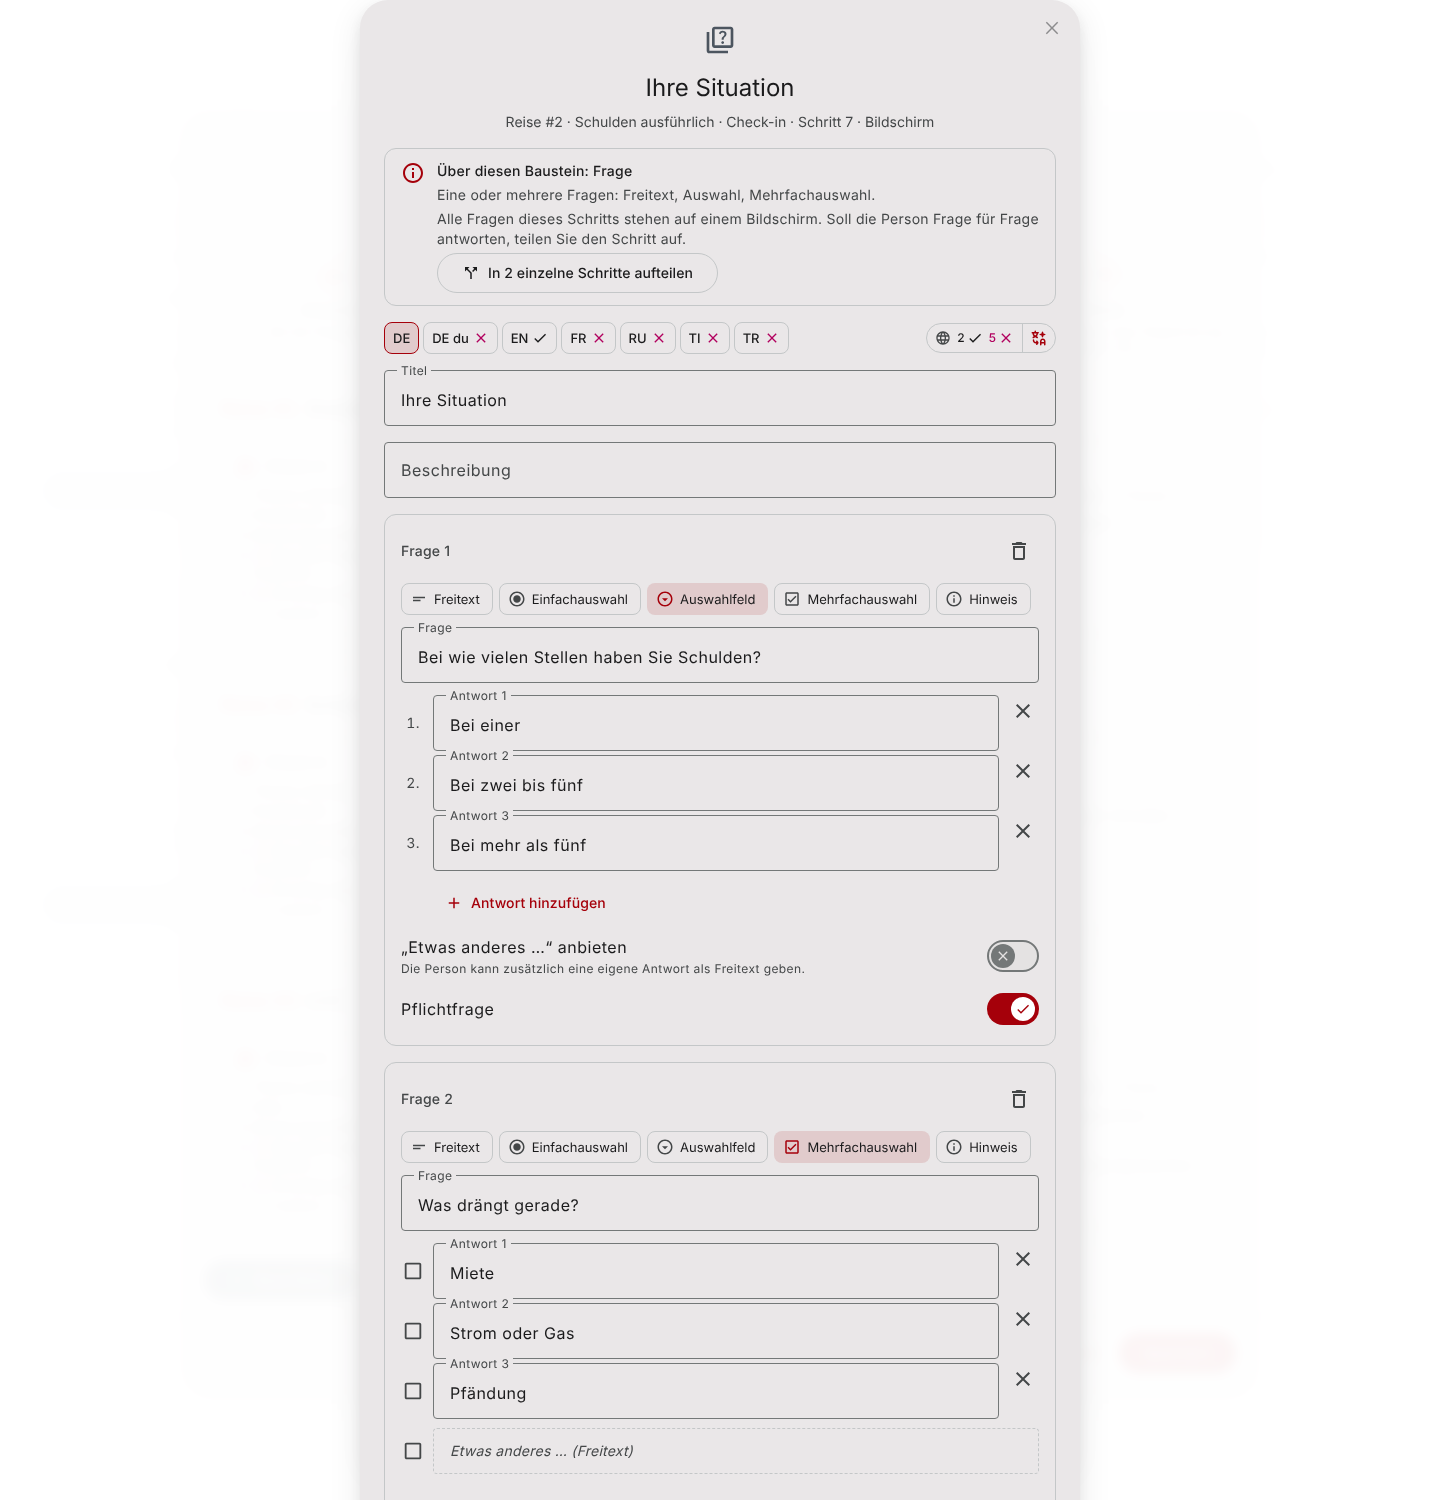 Ihre Situation
Reise #2 · Schulden ausführlich · Check-in · Schritt 7 · Bildschirm
Über diesen Baustein: Frage
Eine oder mehrere Fragen: Freitext, Auswahl, Mehrfachauswahl.
Alle Fragen dieses Schritts stehen auf einem Bildschirm. Soll die Person Frage für Frage
antworten, teilen Sie den Schritt auf.
In 2 einzelne Schritte aufteilen
DE DE du EN FR RU TI TR 2 5
Titel
Ihre Situation
Beschreibung
Frage 1
Freitext Einfachauswahl Auswahlfeld Mehrfachauswahl Hinweis
Frage
Bei wie vielen Stellen haben Sie Schulden?
Antwort 1
1. Bei einer
Antwort 2
2. Bei zwei bis fünf
Antwort 3
3. Bei mehr als fünf
Antwort hinzufügen
„Etwas anderes …“ anbieten
Die Person kann zusätzlich eine eigene Antwort als Freitext geben.
Pflichtfrage
Frage 2
Freitext Einfachauswahl Auswahlfeld Mehrfachauswahl Hinweis
Frage
Was drängt gerade?
Antwort 1
Miete
Antwort 2
Strom oder Gas
Antwort 3
Pfändung
Etwas anderes … (Freitext)